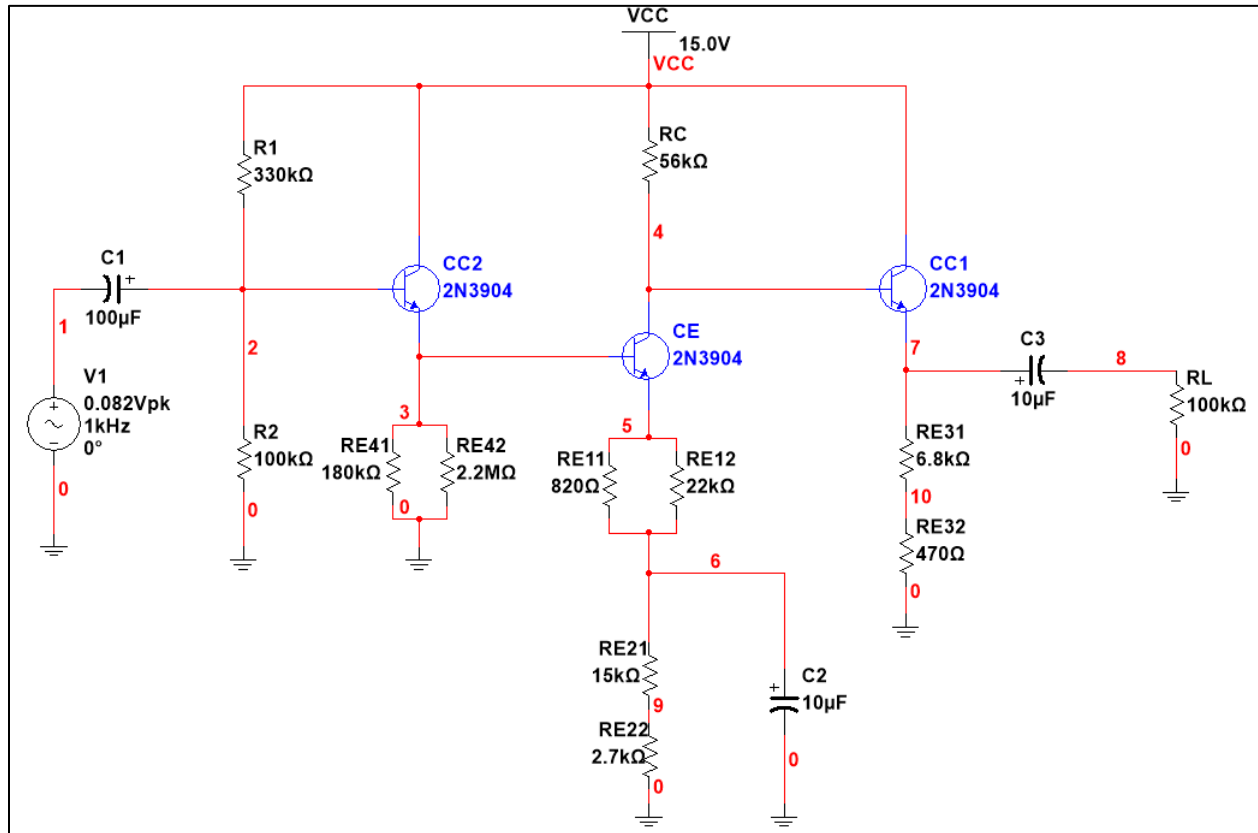 VCC
15.0V
VCC
R1
330kΩ
RC
56kΩ
4
C1
+
100µF
CC2
2N3904
CC1
2N3904
1
2
CE
2N3904
7
C3
+
10µF
8
RL
100kΩ
0
V1
0.082Vpk
1kHz
0°
0
R2
100kΩ
0
3
RE41
180kΩ
RE42
2.2MΩ
0
5
RE11
820Ω
RE12
22kΩ
RE31
6.8kΩ
10
RE32
470Ω
0
6
RE21
15kΩ
9
RE22
2.7kΩ
0
C2
+
10µF
0